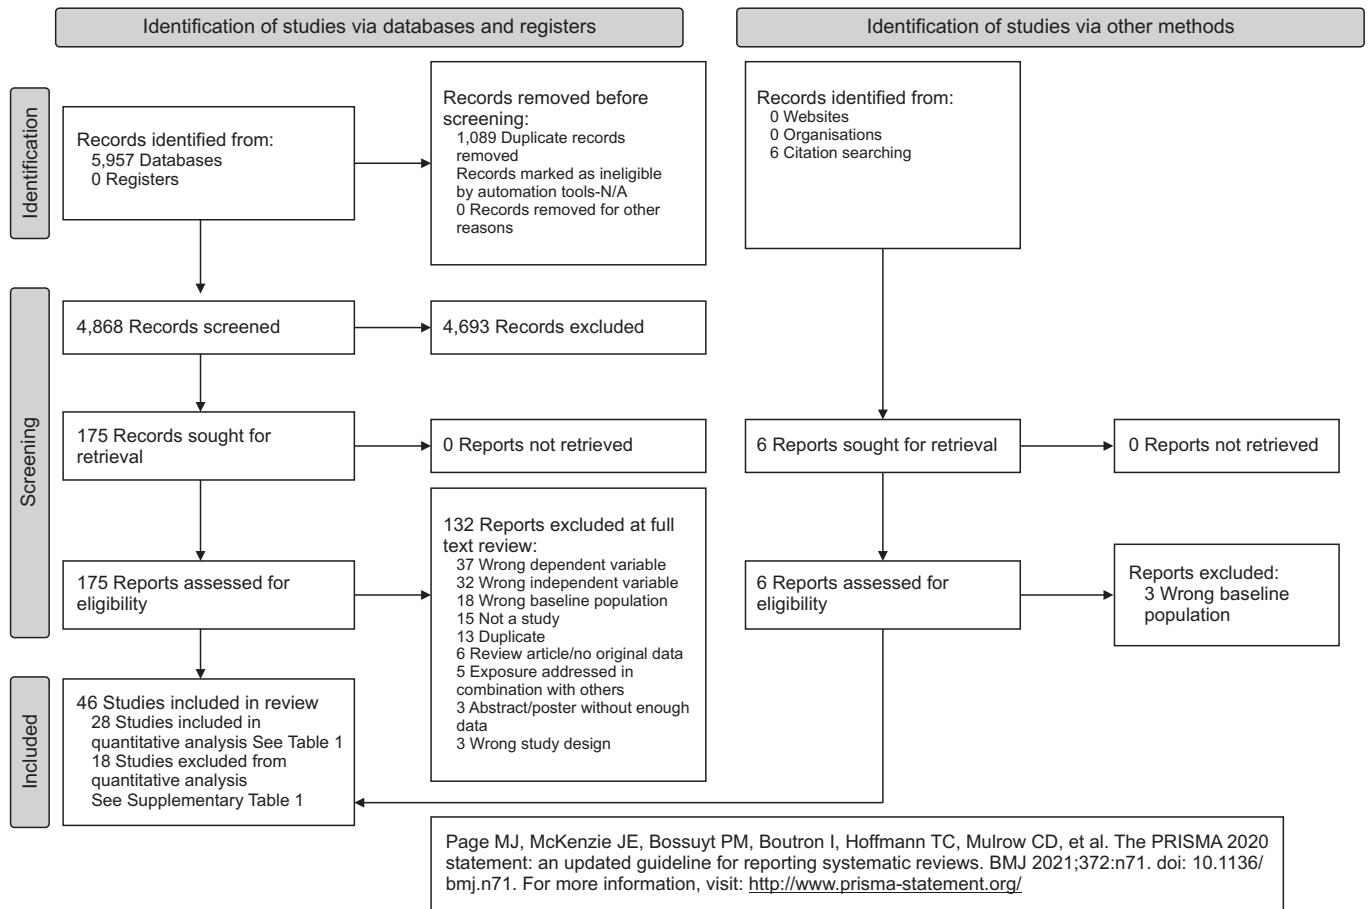 Identification of studies via databases and registers
Identification of studies via other methods
Identification
Records identified from:
5,957 Databases
0 Registers
Records removed before
screening:
1,089 Duplicate records
removed
Records marked as ineligible
by automation tools-N/A
0 Records removed for other
reasons
Records identified from:
0 Websites
0 Organisations
6 Citation searching
Screening
4,868 Records screened
4,693 Records excluded
175 Records sought for
retrieval
0 Reports not retrieved
6 Reports sought for retrieval
0 Reports not retrieved
175 Reports assessed for
eligibility
132 Reports excluded at full
text review:
37 Wrong dependent variable
32 Wrong independent variable
18 Wrong baseline population
15 Not a study
13 Duplicate
6 Review article/no original data
5 Exposure addressed in
combination with others
3 Abstract/poster without enough
data
3 Wrong study design
6 Reports assessed for
eligibility
Reports excluded:
3 Wrong baseline
population
Included
46 Studies included in review
28 Studies included in
quantitative analysis See Table 1
18 Studies excluded from
quantitative analysis
See Supplementary Table 1
Page MJ, McKenzie JE, Bossuyt PM, Boutron I, Hoffmann TC, Mulrow CD, et al. The PRISMA 2020
statement: an updated guideline for reporting systematic reviews. BMJ 2021;372:n71. doi: 10.1136/
bmj.n71. For more information, visit: http://www.prisma-statement.org/